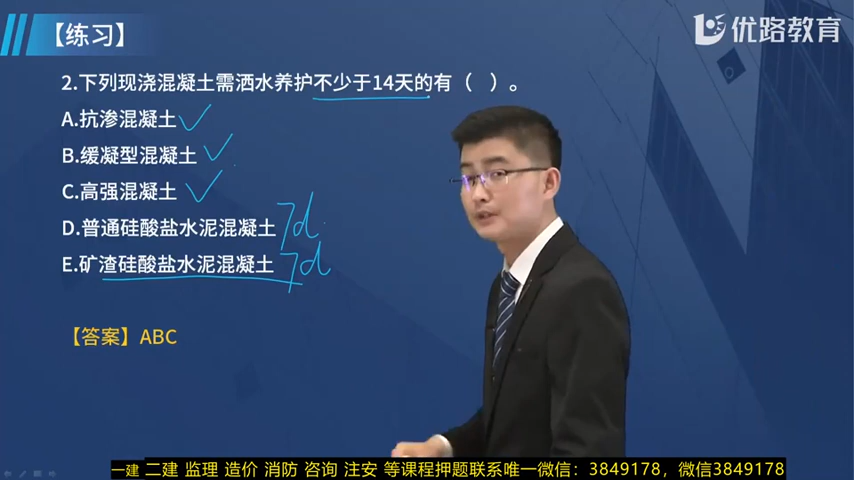 【练习】
优路教育
2.下列现浇混凝土需洒水养护不少于14天的有（ ）。
A.抗渗混凝土
B.缓凝型混凝土
C.高强混凝土
D.普通硅酸盐水泥混凝土 7d
E.矿渣硅酸盐水泥混凝土 7d
【答案】ABC
一建 二建 监理 造价 消防 咨询 注安 等课程押题联系唯一微信：3849178，微信3849178